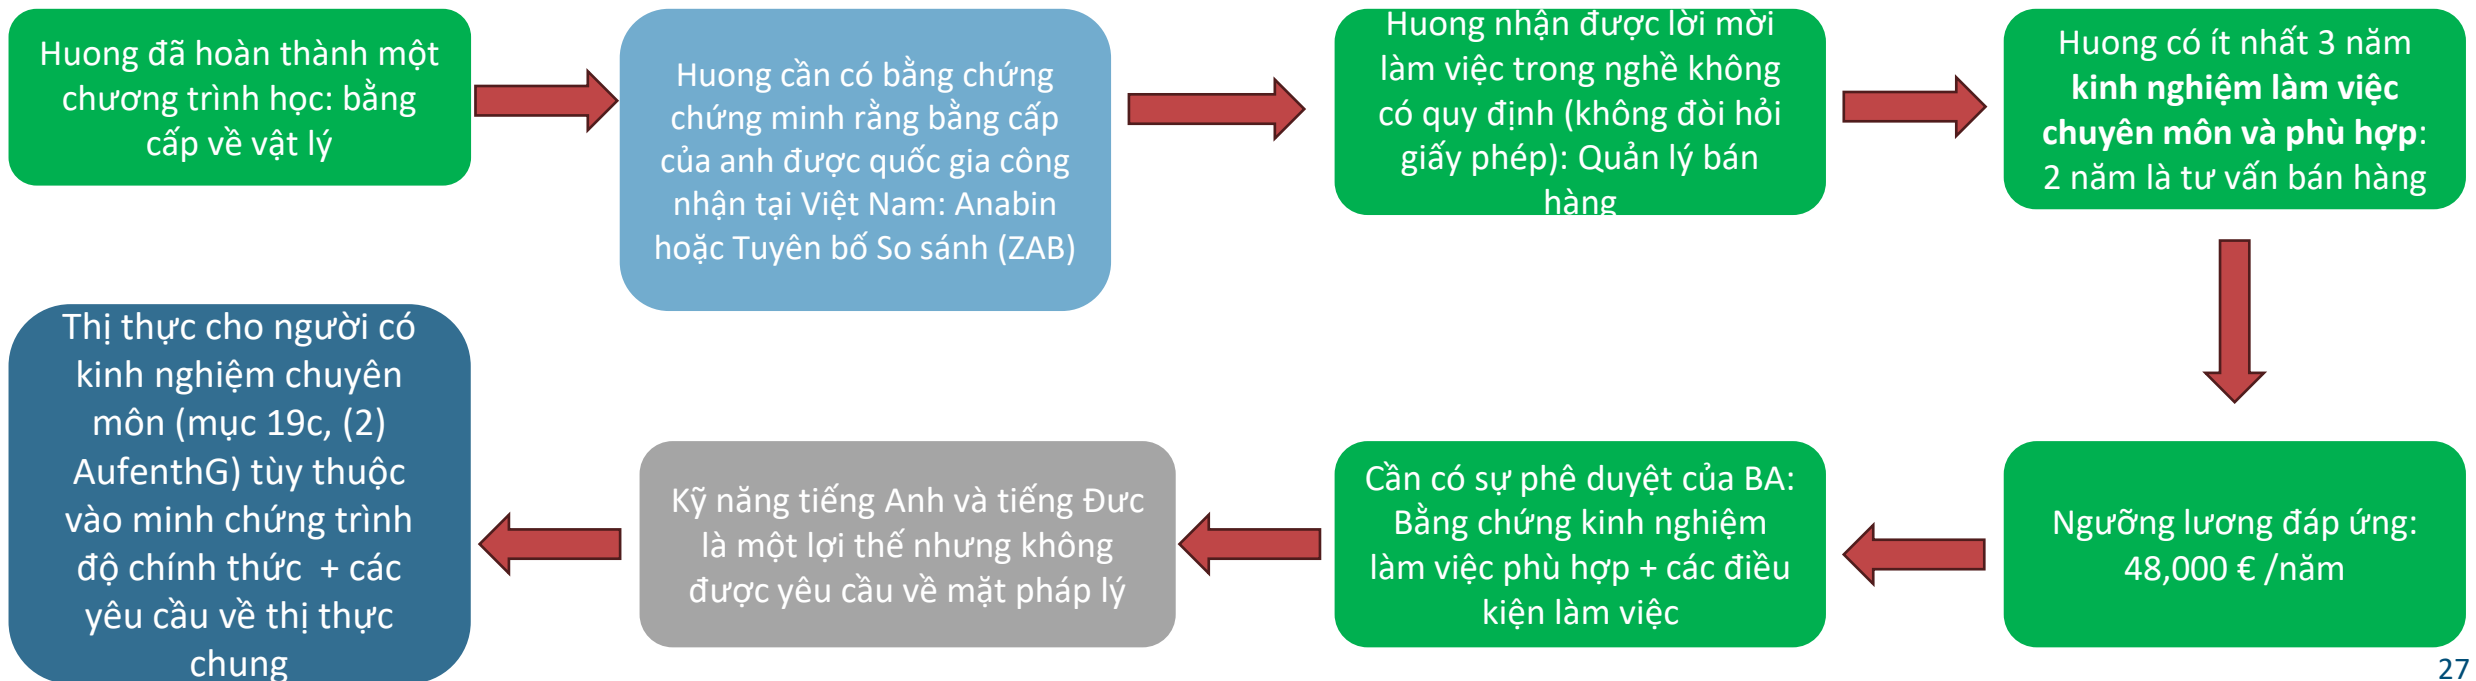 Huong đã hoàn thành một
chương trình học: bằng
cấp về vật lý
Huong cần có bằng chứng
chứng minh rằng bằng cấp
của anh được quốc gia công
nhận tại Việt Nam: Anabin
hoặc Tuyên bố So sánh (ZAB)
Huong nhận được lời mời
làm việc trong nghề không
có quy định (không đòi hỏi
giấy phép): Quản lý bán
hàng
Huong có ít nhất 3 năm
kinh nghiệm làm việc
chuyên môn và phù hợp:
2 năm là tư vấn bán hàng
Ngưỡng lương đáp ứng:
48,000 € /năm
Cần có sự phê duyệt của BA:
Bằng chứng kinh nghiệm
làm việc phù hợp + các điều
kiện làm việc
Kỹ năng tiếng Anh và tiếng Đưc
là một lợi thế nhưng không
được yêu cầu về mặt pháp lý
Thị thực cho người có
kinh nghiệm chuyên
môn (mục 19c, (2)
AufenthG) tùy thuộc
vào minh chứng trình
độ chính thức + các
yêu cầu về thị thực
chung
27